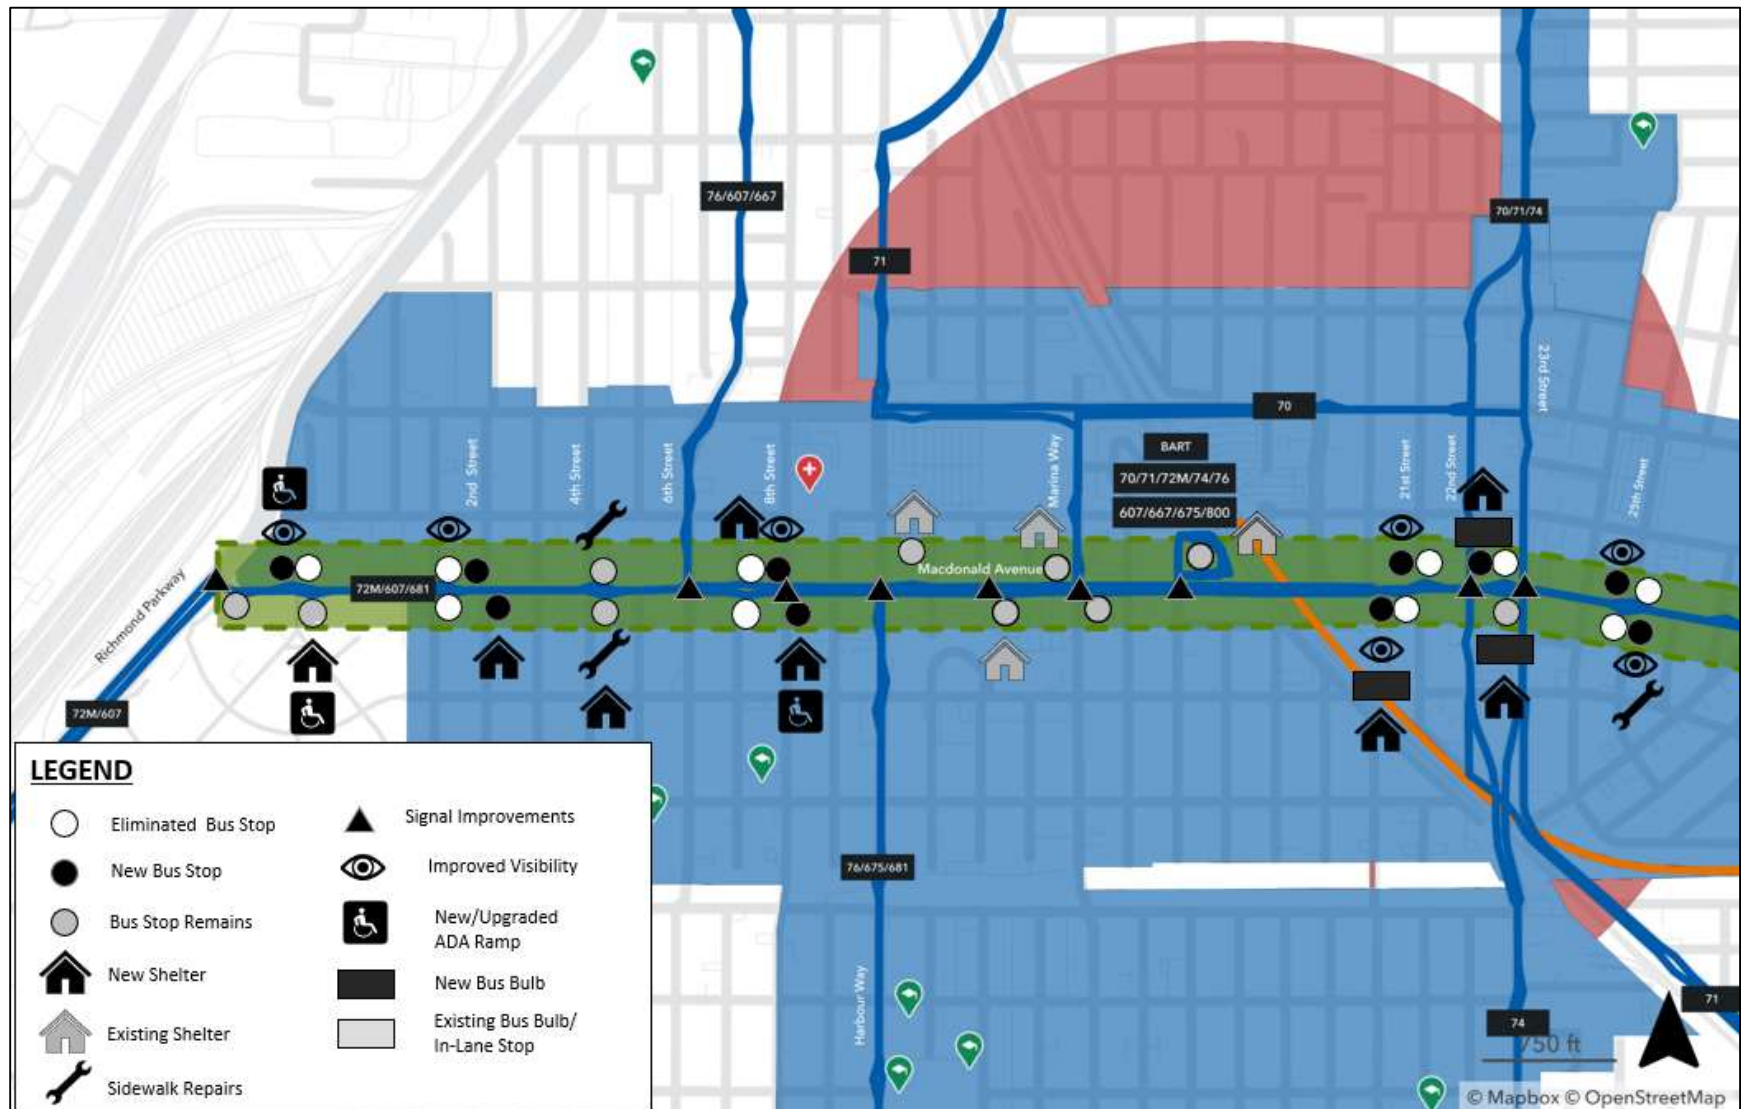 76/607/667
70/71/74
71
23rd Street
70
BART
70/71/72M/74/76
607/667/675/800
2nd Street
4th Street
6th Street
8th Street
Marina Way
21st Street
22nd Street
29th Street
Macdonald Avenue
72M/607/681
Richmond Parkway
72M/607
LEGEND
Eliminated Bus Stop
New Bus Stop
Bus Stop Remains
New Shelter
Existing Shelter
Sidewalk Repairs
Signal Improvements
Improved Visibility
New/Upgraded
ADA Ramp
New Bus Bulb
Existing Bus Bulb/
In-Lane Stop
76/675/681
Harbour Way
71
74
750 ft
© Mapbox © OpenStreetMap